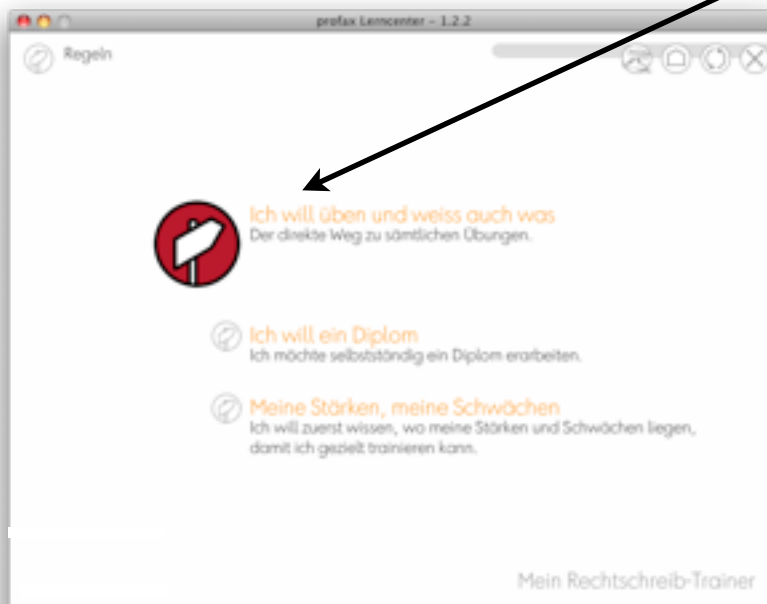 profax Lerncenter – 1.2.2
Regeln
Ich will üben und weiss auch was
Der direkte Weg zu sämtlichen Übungen.
Ich will ein Diplom
Ich möchte selbstständig ein Diplom erarbeiten.
Meine Stärken, meine Schwächen
Ich will zuerst wissen, wo meine Stärken und Schwächen liegen,
damit ich gezielt trainieren kann.
Mein Rechtschreib-Trainer